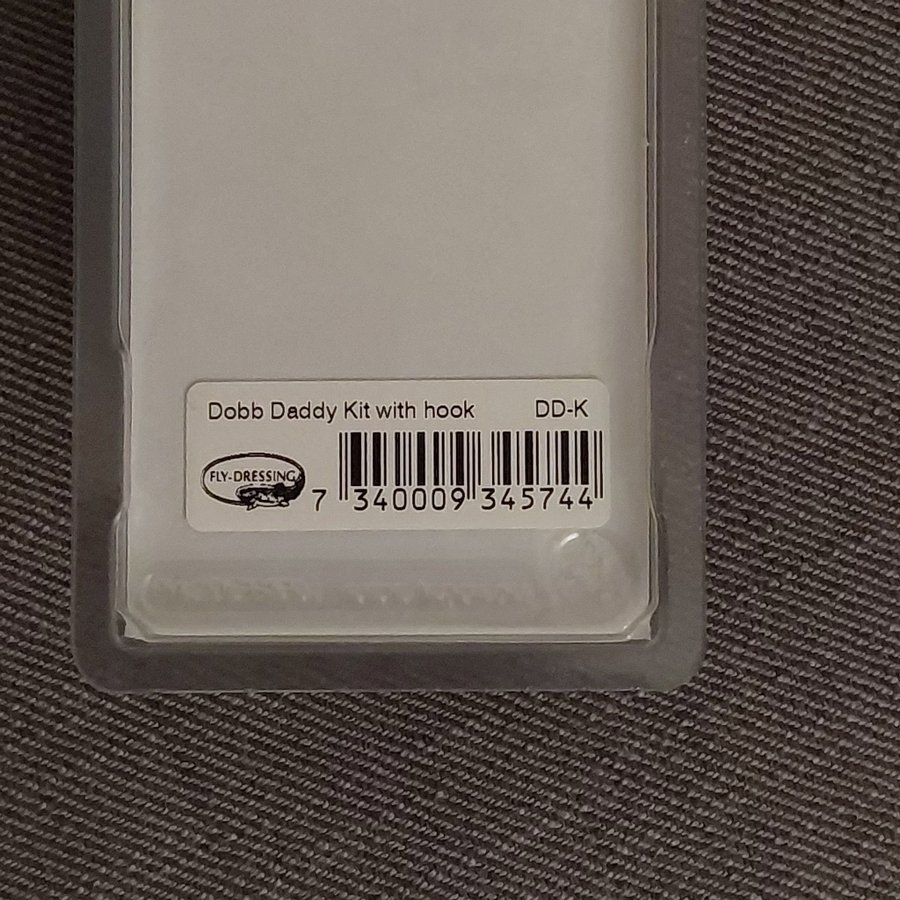 Dobb Daddy Kit with hook DD-K
FLY-DRESSING
7 340009 345744